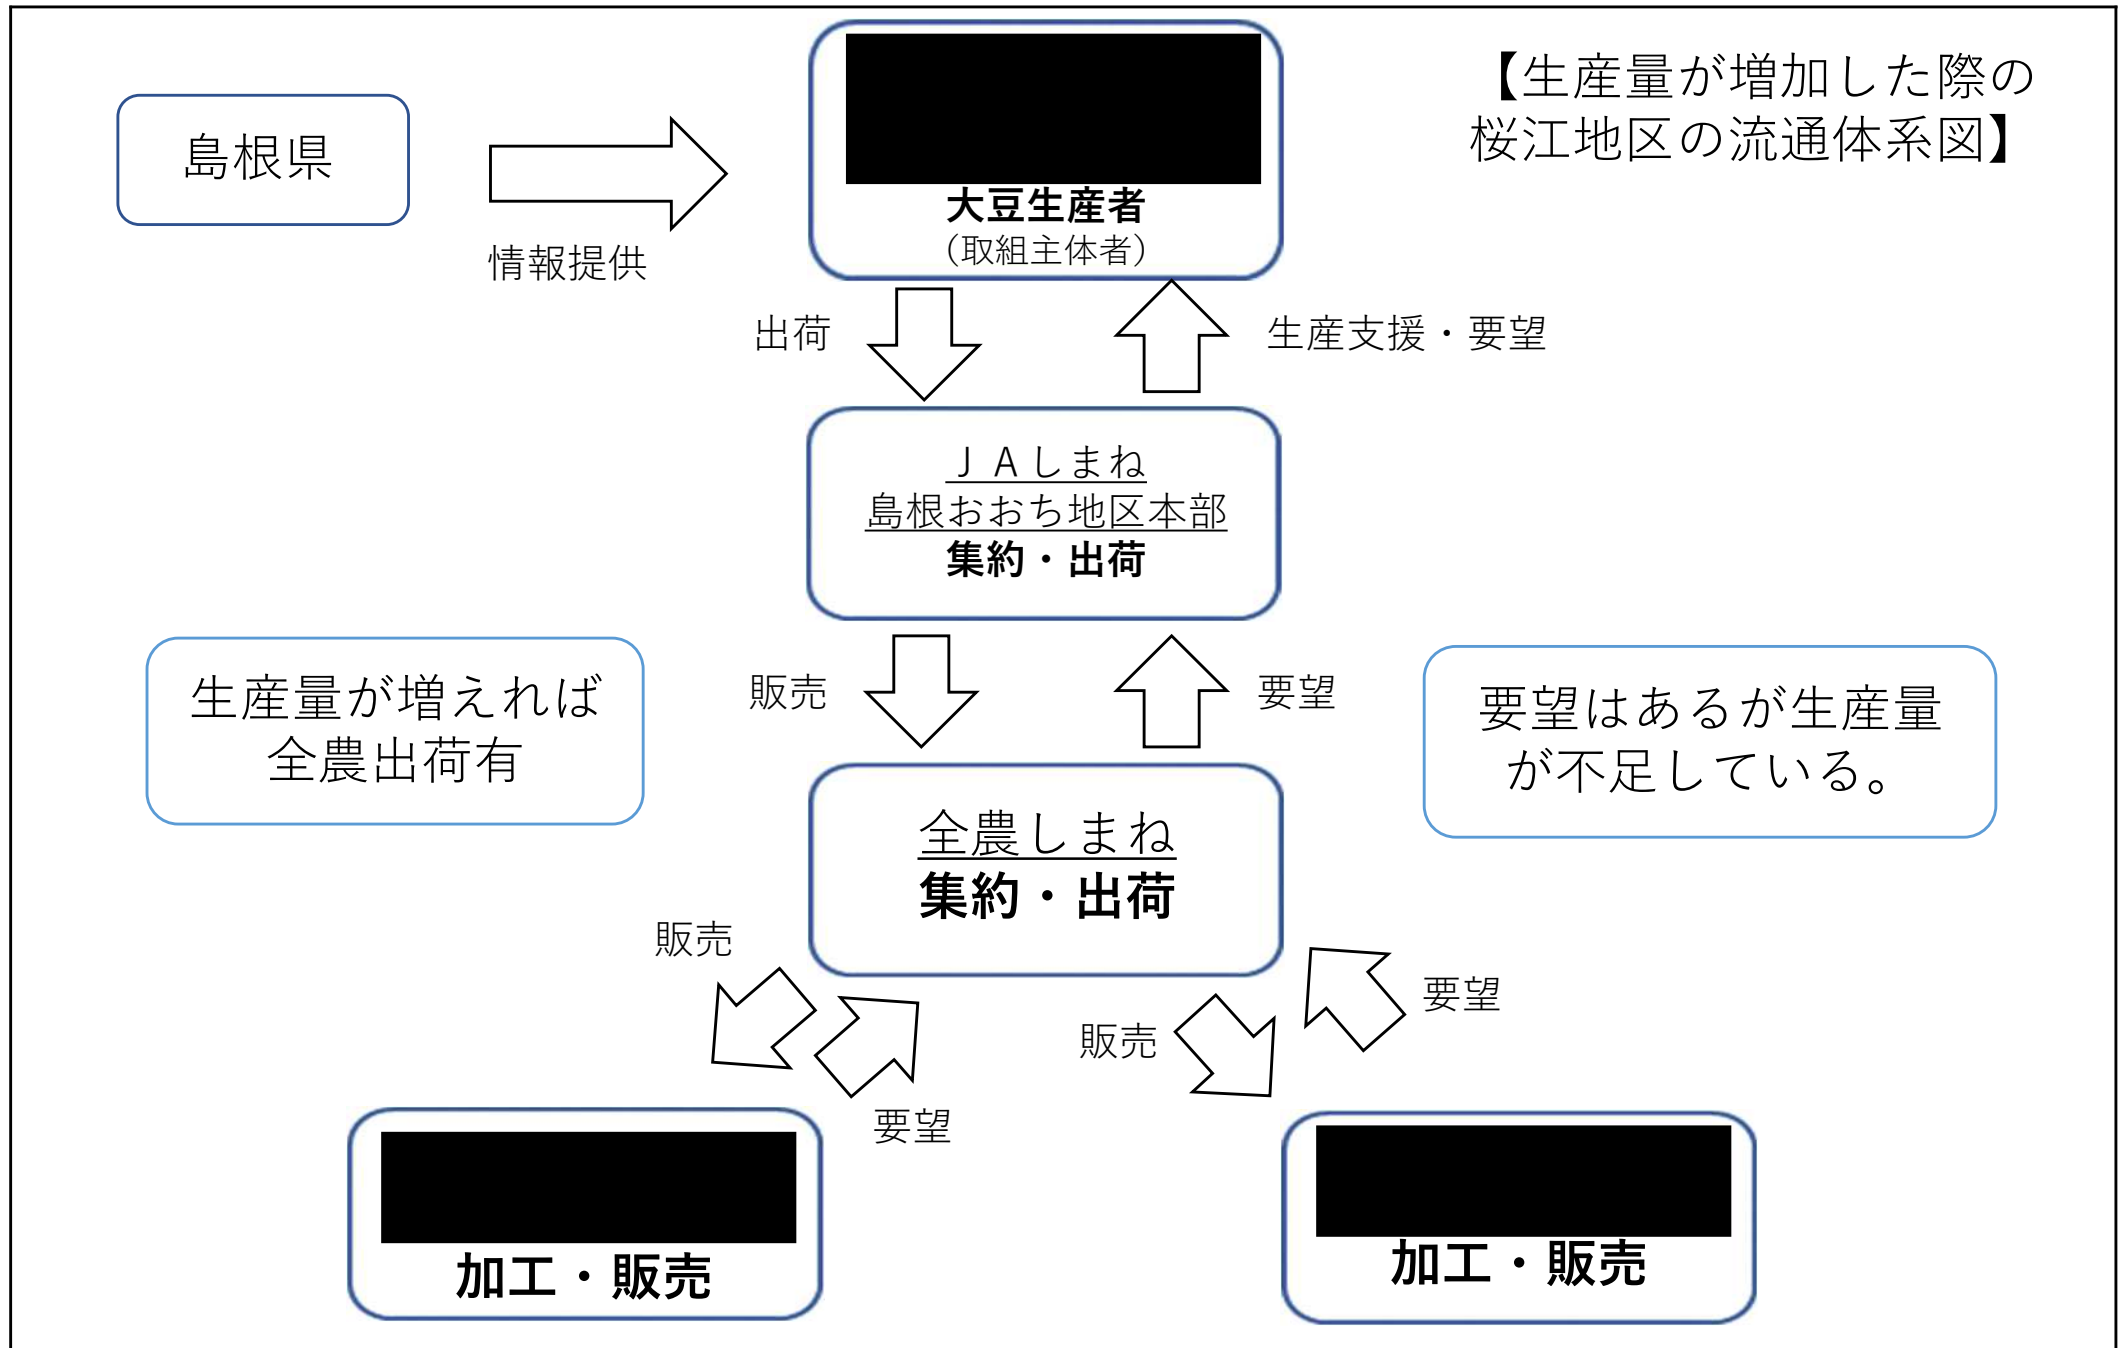 【生産量が増加した際の
桜江地区の流通体系図】
島根県
情報提供
大豆生産者
（取組主体者）
出荷
生産支援・要望
ＪＡしまね
島根おおち地区本部
集約・出荷
販売
要望
生産量が増えれば
全農出荷有
要望はあるが生産量
が不足している。
全農しまね
集約・出荷
販売
要望
販売
要望
加工・販売
加工・販売